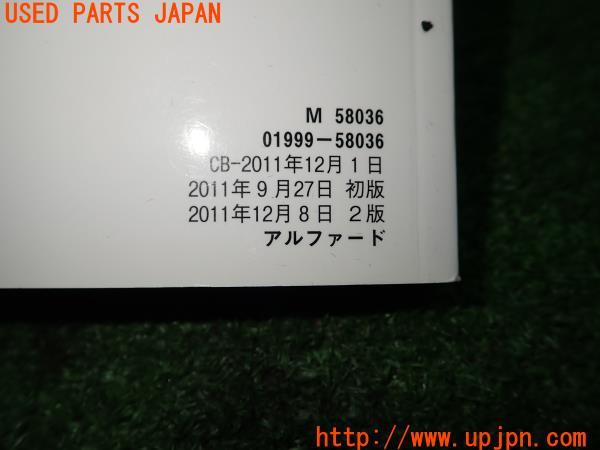 USED PARTS JAPAN
M 58036
01999-58036
CB-2011年12月1日
2011年9月27日 初版
2011年12月8日 2版
アルファード
http://www.upjpn.com